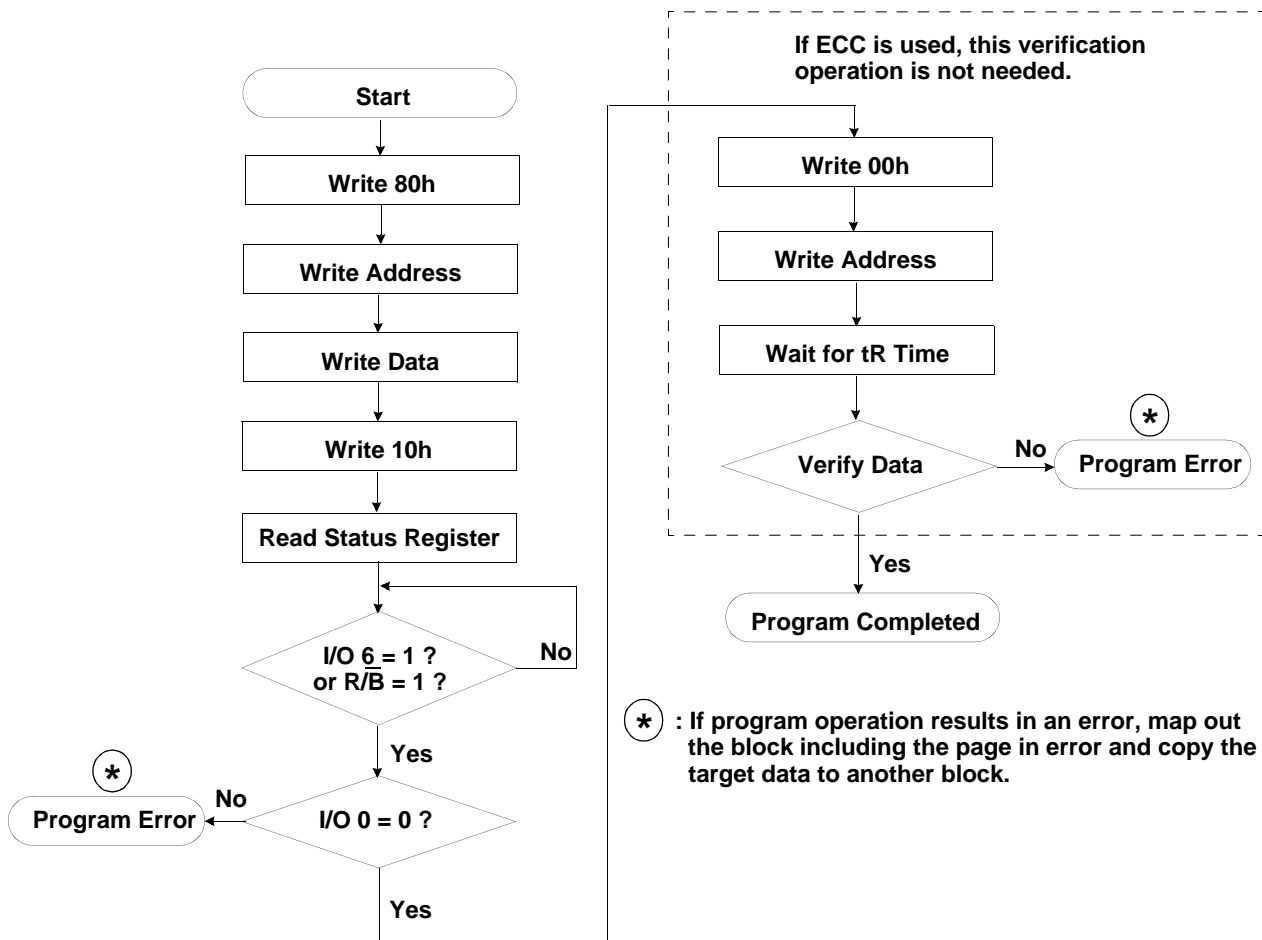 Start
Write 80h
Write Address
Write Data
Write 10h
Read Status Register
I/O 6 = 1 ?
or R/B̅ = 1 ?
No
Yes
*
No
Program Error
I/O 0 = 0 ?
Yes
If ECC is used, this verification
operation is not needed.
Write 00h
Write Address
Wait for tR Time
Verify Data
No
*
Program Error
Yes
Program Completed
* : If program operation results in an error, map out
the block including the page in error and copy the
target data to another block.